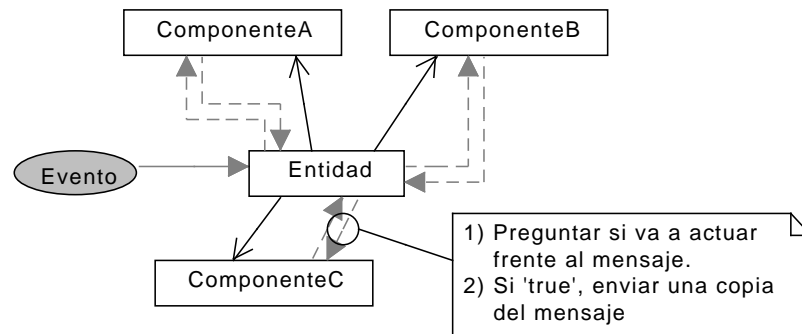 ComponenteA
ComponenteB
Entidad
Evento
ComponenteC
1) Preguntar si va a actuar
frente al mensaje.
2) Si 'true', enviar una copia
del mensaje